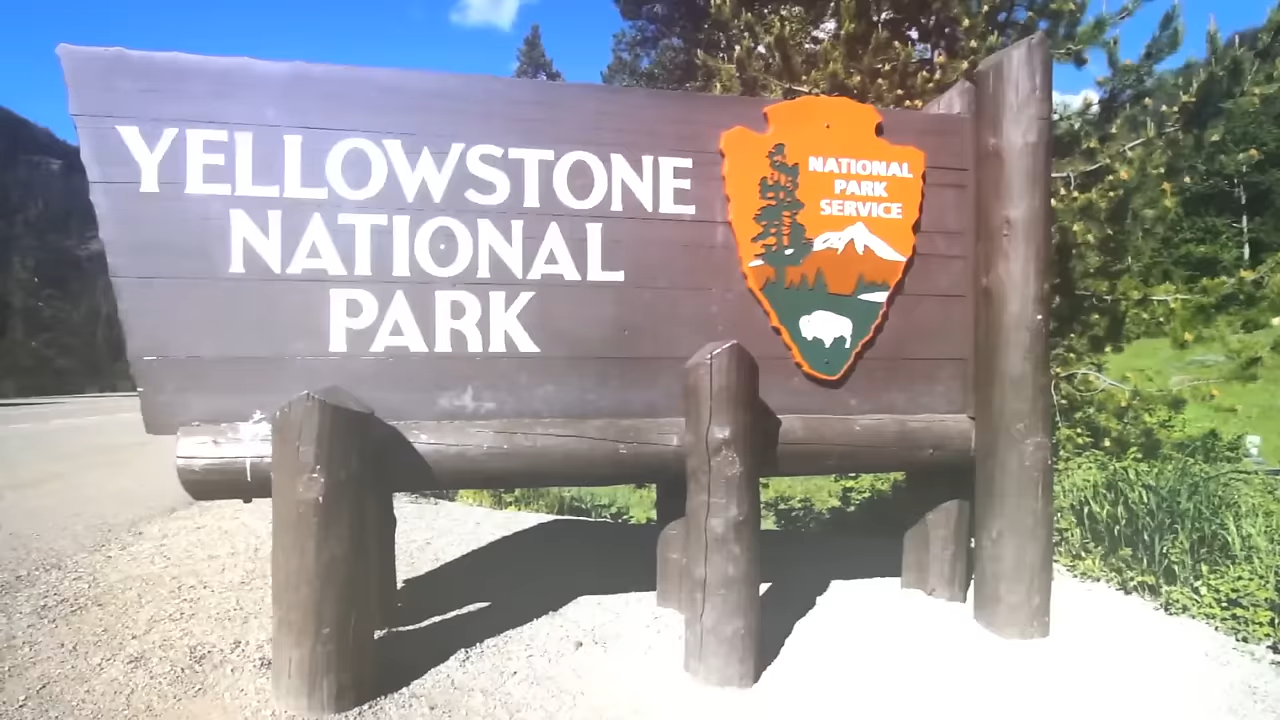 YELLOWSTONE
NATIONAL
PARK
NATIONAL
PARK
SERVICE